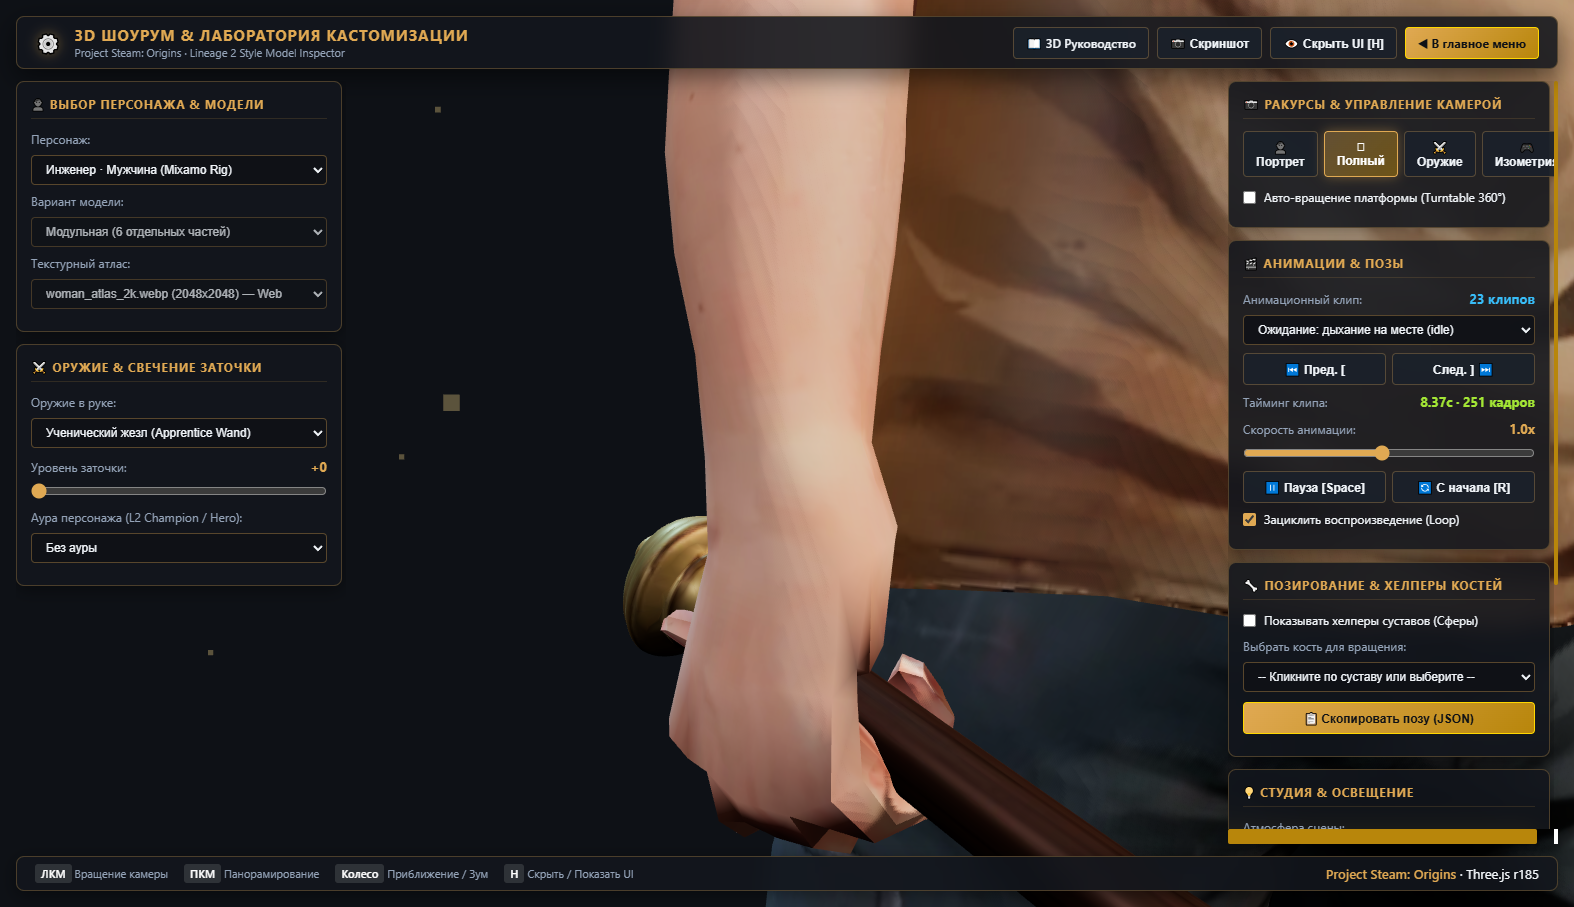 3D ШОУРУМ & ЛАБОРАТОРИЯ КАСТОМИЗАЦИИ
Project Steam: Origins · Lineage 2 Style Model Inspector
3D Руководство
Скриншот
Скрыть UI [H]
◀ В главное меню
ВЫБОР ПЕРСОНАЖА & МОДЕЛИ
Персонаж:
Инженер · Мужчина (Mixamo Rig)
Вариант модели:
Модульная (6 отдельных частей)
Текстурный атлас:
woman_atlas_2k.webp (2048x2048) — Web
ОРУЖИЕ & СВЕЧЕНИЕ ЗАТОЧКИ
Оружие в руке:
Ученический жезл (Apprentice Wand)
Уровень заточки: +0
Аура персонажа (L2 Champion / Hero):
Без ауры
РАКУРСЫ & УПРАВЛЕНИЕ КАМЕРОЙ
Портрет
Полный
Оружие
Изометрия
Авто-вращение платформы (Turntable 360°)
АНИМАЦИИ & ПОЗЫ
Анимационный клип: 23 клипов
Ожидание: дыхание на месте (idle)
Пред. [
След. ]
Тайминг клипа: 8.37с · 251 кадров
Скорость анимации: 1.0x
Пауза [Space]
С начала [R]
Зациклить воспроизведение (Loop)
ПОЗИРОВАНИЕ & ХЕЛПЕРЫ КОСТЕЙ
Показывать хелперы суставов (Сферы)
Выбрать кость для вращения:
-- Кликните по суставу или выберите --
Скопировать позу (JSON)
СТУДИЯ & ОСВЕЩЕНИЕ
Атмосфера сцены:
ЛКМ Вращение камеры ПКМ Панорамирование Колесо Приближение / Зум H Скрыть / Показать UI
Project Steam: Origins · Three.js r185